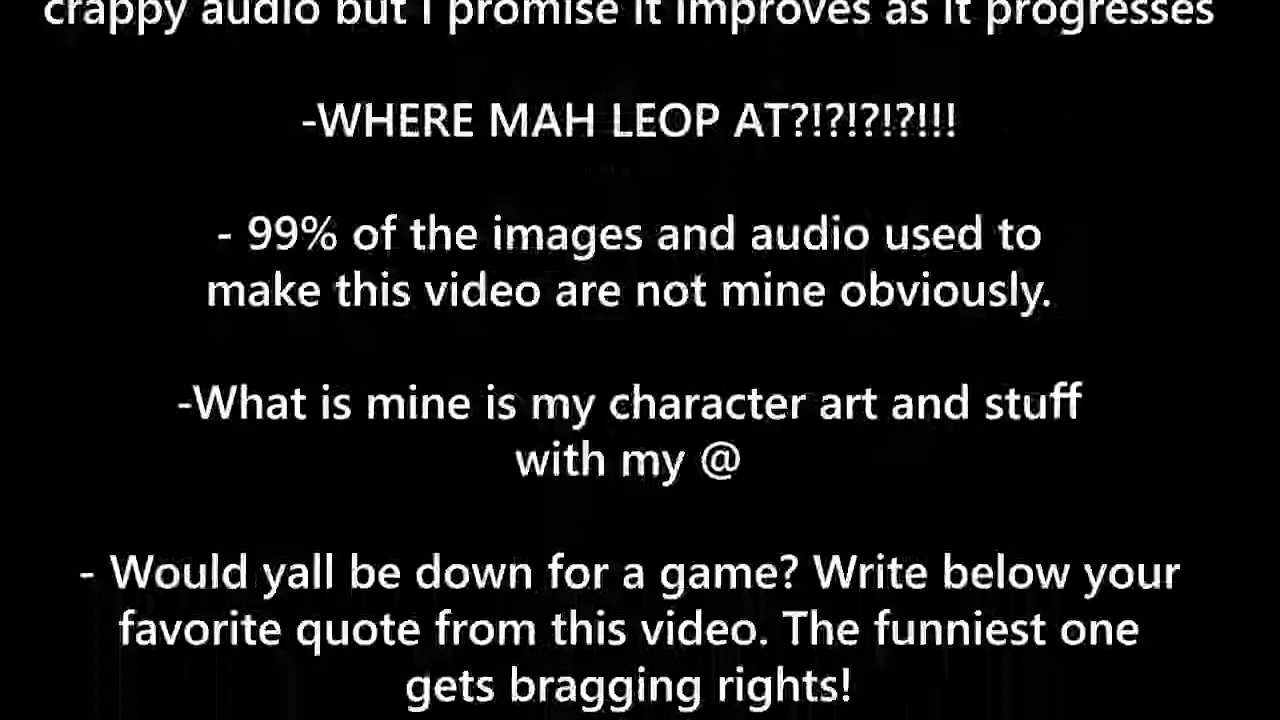 crappy audio but I promise it improves as it progresses
-WHERE MAH LEOP AT?!?!?!?!!!
- 99% of the images and audio used to
make this video are not mine obviously.
-What is mine is my character art and stuff
with my @
- Would yall be down for a game? Write below your
favorite quote from this video. The funniest one
gets bragging rights!